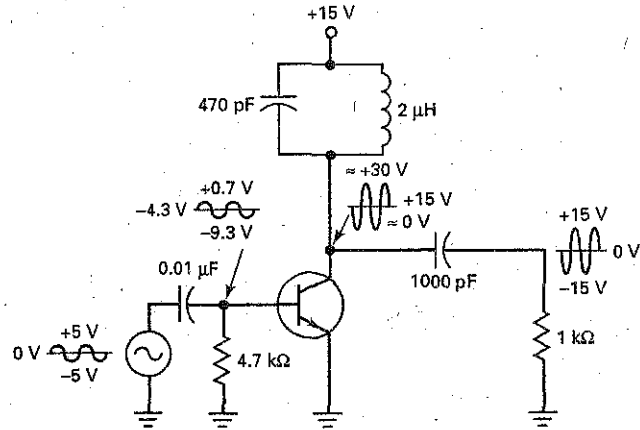 +15 V
470 pF
2 μH
≈ +30 V
+15 V
≈ 0 V
+0.7 V
-4.3 V
-9.3 V
0.01 μF
1000 pF
+15 V
0 V
-15 V
+5 V
0 V
-5 V
4.7 kΩ
1 kΩ